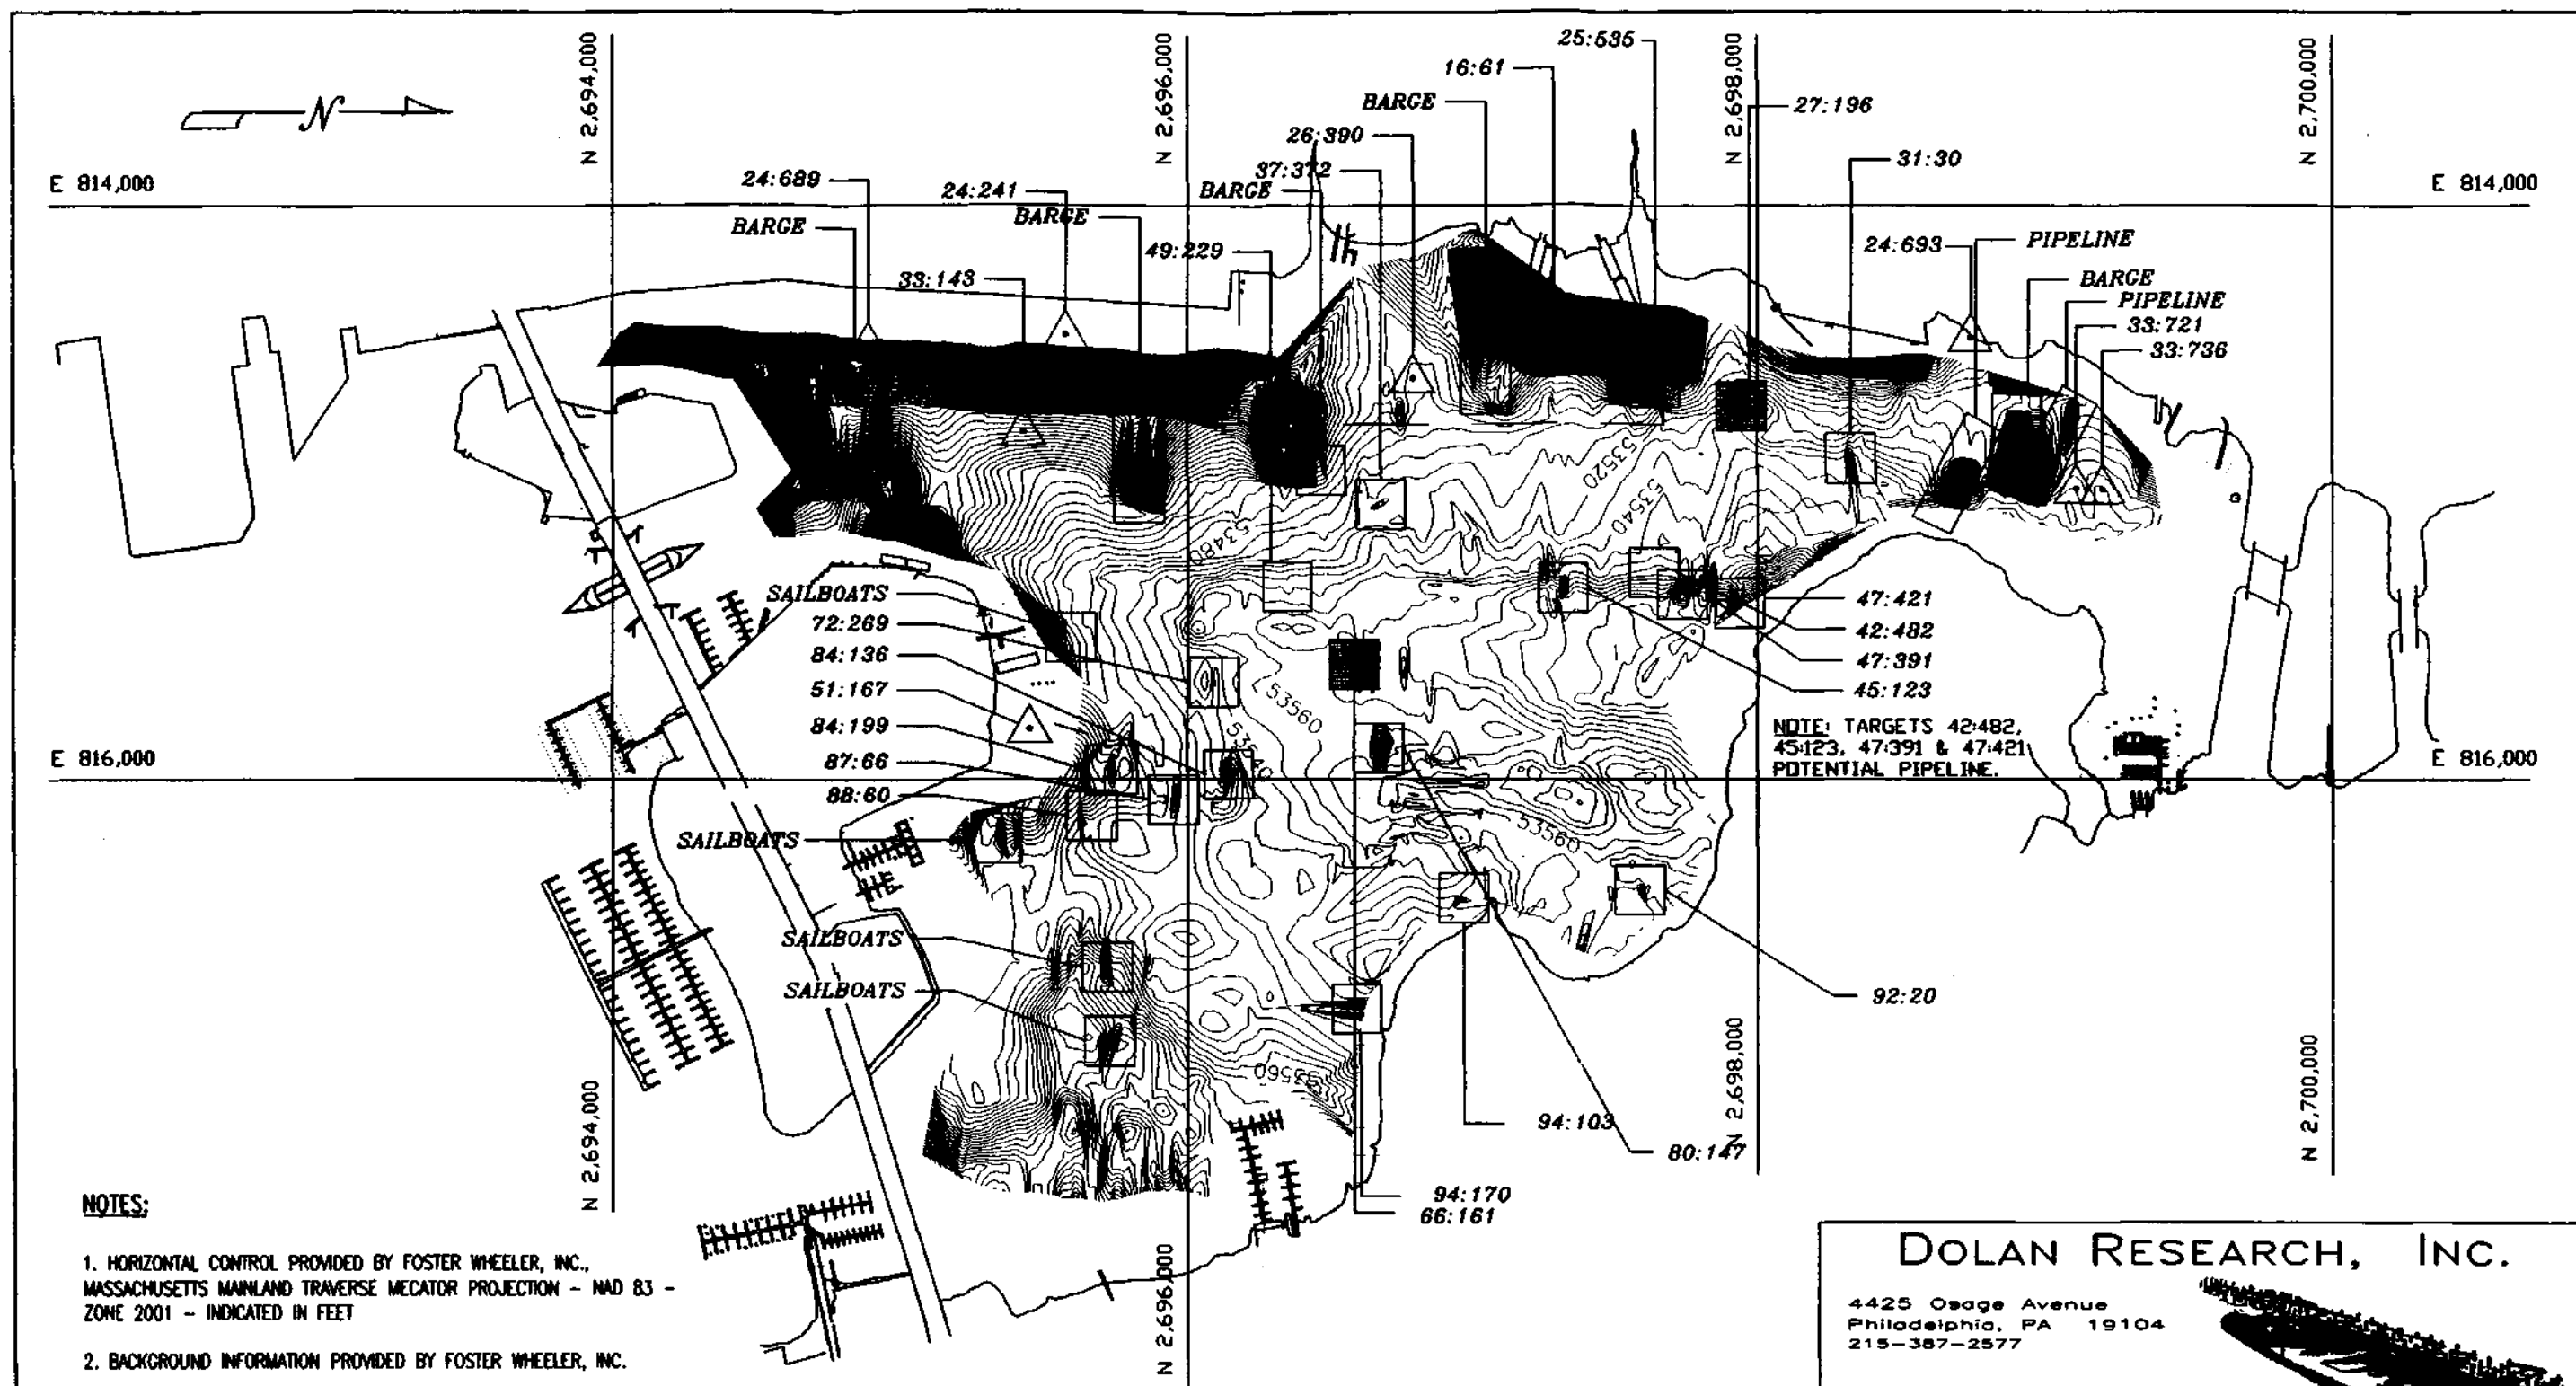 N 2,694,000
N 2,696,000
N 2,698,000
N 2,700,000
N
E 814,000
E 814,000
25:535
16:61
BARGE
27:196
26:390
37:372
31:30
24:689
24:241
BARGE
BARGE
BARGE
49:229
24:693
PIPELINE
33:143
BARGE
PIPELINE
33:721
33:736
53520
53540
53480
SAILBOATS
72:269
84:136
51:167
84:199
87:66
88:60
SAILBOATS
47:421
42:482
47:391
45:123
53560
NOTE: TARGETS 42:482,
45:123, 47:391 & 47:421
POTENTIAL PIPELINE.
E 816,000
E 816,000
53560
SAILBOATS
SAILBOATS
92:20
53560
94:103
80:147
94:170
66:161
N 2,694,000
N 2,696,000
N 2,698,000
N 2,700,000
NOTES:
1. HORIZONTAL CONTROL PROVIDED BY FOSTER WHEELER, INC.,
MASSACHUSETTS MAINLAND TRAVERSE MECATOR PROJECTION - NAD 83 -
ZONE 2001 - INDICATED IN FEET
2. BACKGROUND INFORMATION PROVIDED BY FOSTER WHEELER, INC.
DOLAN RESEARCH, INC.
4425 Osage Avenue
Philadelphia, PA 19104
215-387-2577